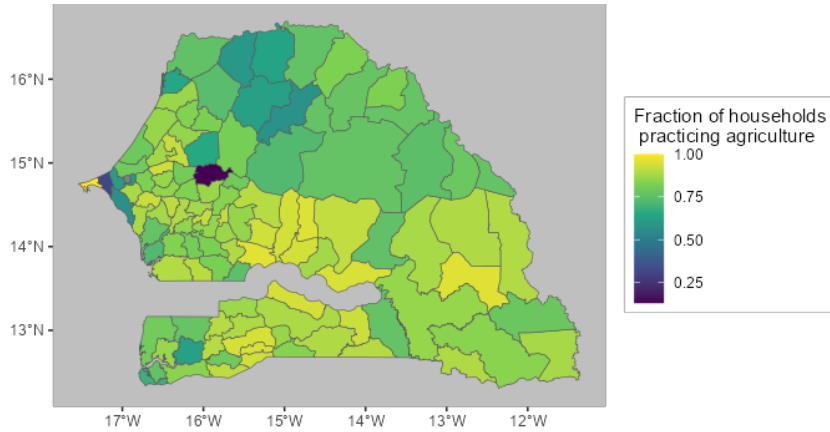 16°N
15°N
14°N
13°N
17°W 16°W 15°W 14°W 13°W 12°W
Fraction of households
practicing agriculture
1.00
0.75
0.50
0.25